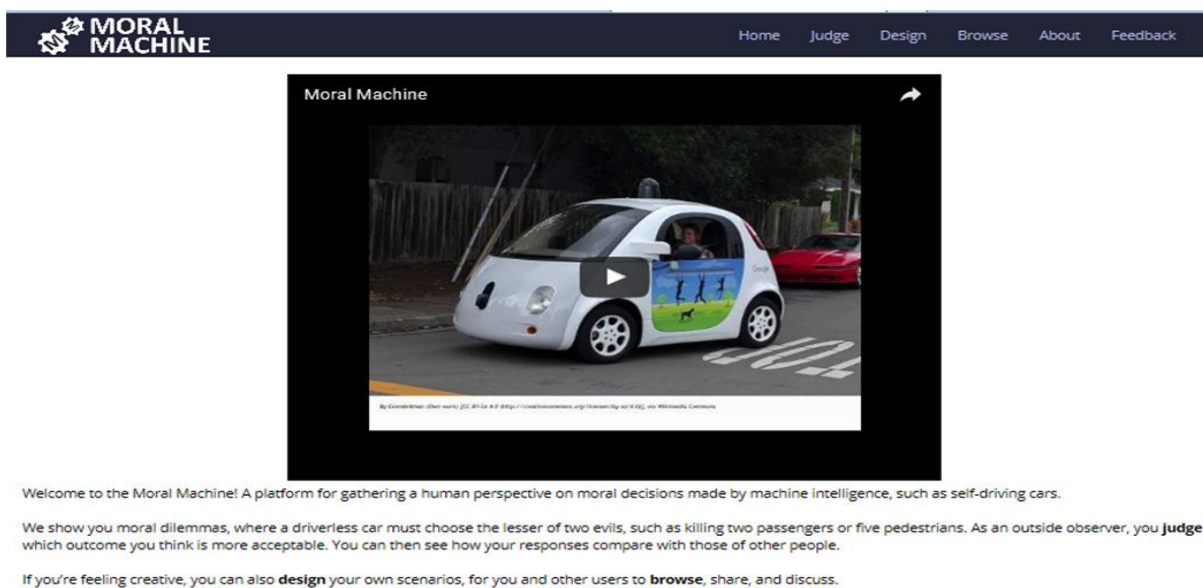 MORAL
MACHINE
Home Judge Design Browse About Feedback
Moral Machine
Google
STOP
Welcome to the Moral Machine! A platform for gathering a human perspective on moral decisions made by machine intelligence, such as self-driving cars.
We show you moral dilemmas, where a driverless car must choose the lesser of two evils, such as killing two passengers or five pedestrians. As an outside observer, you judge
which outcome you think is more acceptable. You can then see how your responses compare with those of other people.
If you're feeling creative, you can also design your own scenarios, for you and other users to browse, share, and discuss.